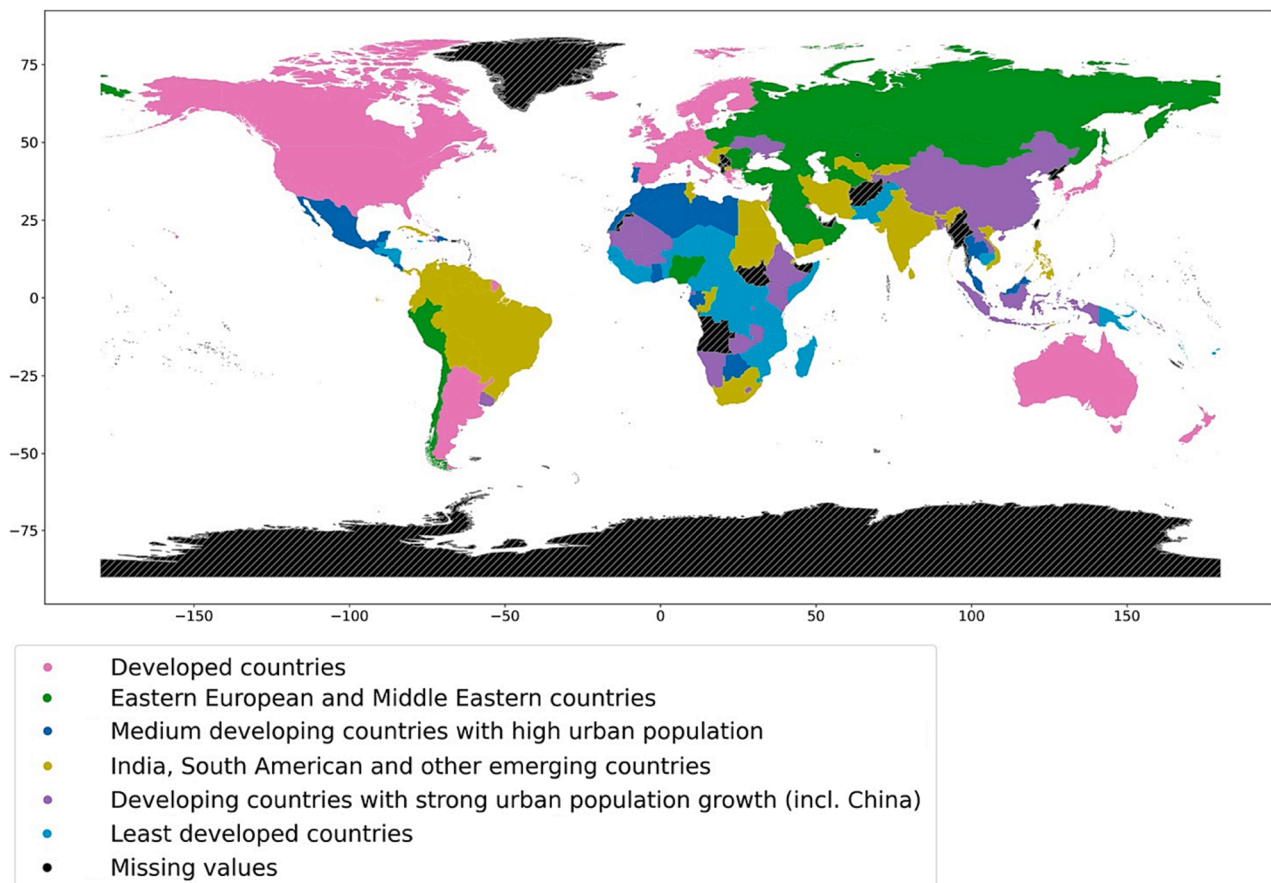 75
50
25
0
−25
−50
−75
−150
−100
−50
0
50
100
150
Developed countries
Eastern European and Middle Eastern countries
Medium developing countries with high urban population
India, South American and other emerging countries
Developing countries with strong urban population growth (incl. China)
Least developed countries
Missing values